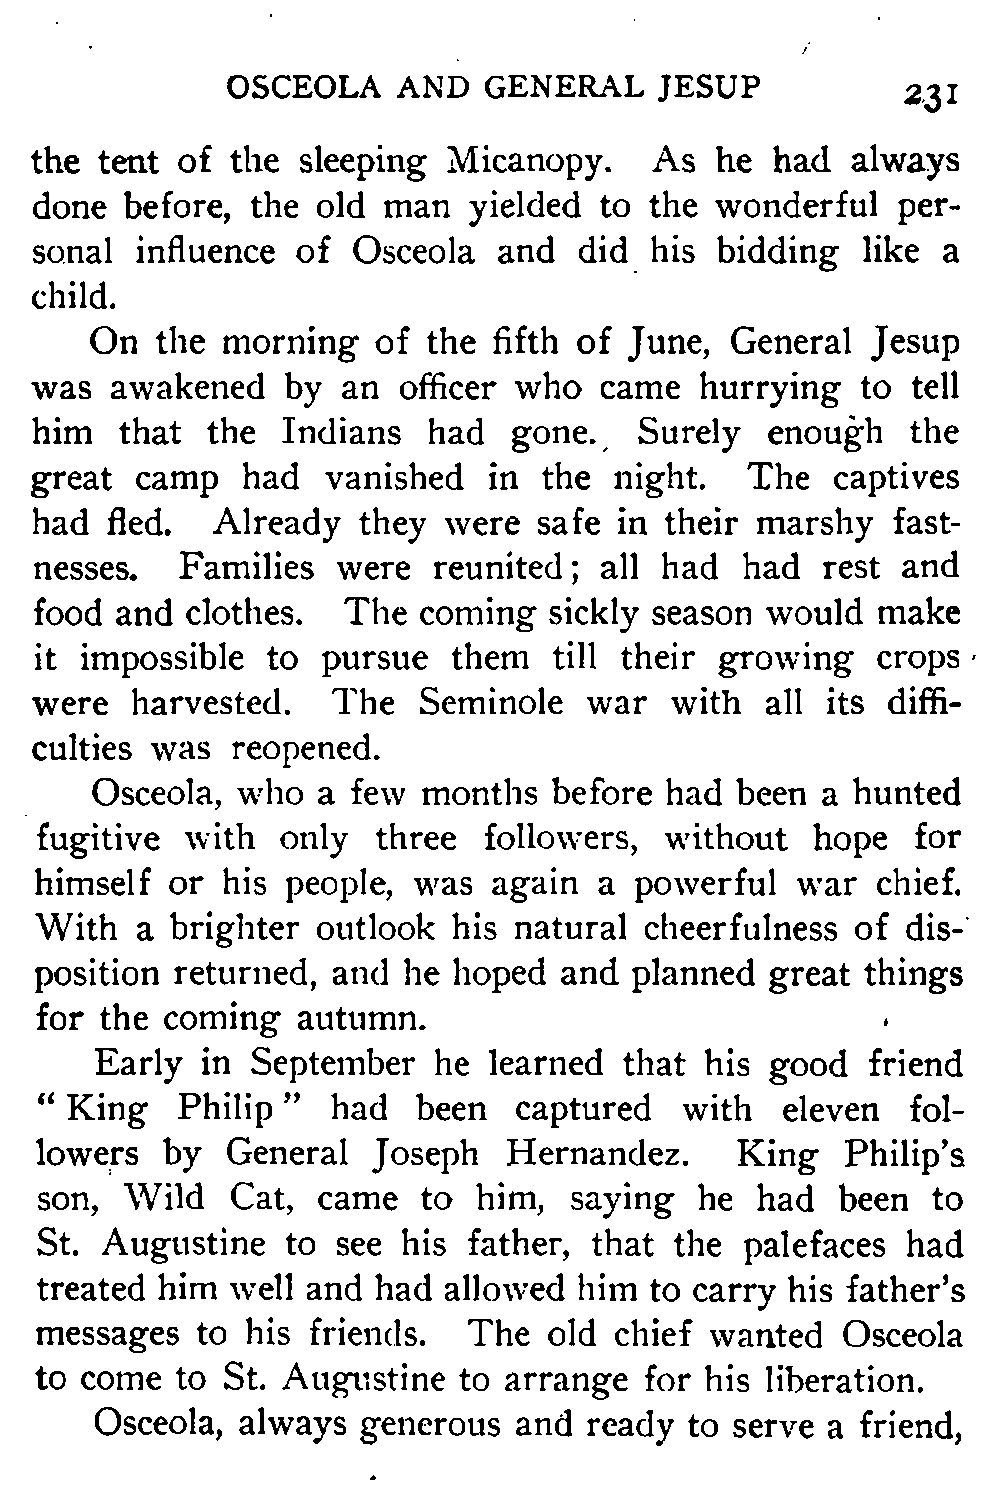 OSCEOLA AND GENERAL JESUP 231
the tent of the sleeping Micanopy. As he had always
done before, the old man yielded to the wonderful per-
sonal influence of Osceola and did his bidding like a
child.
On the morning of the fifth of June, General Jesup
was awakened by an officer who came hurrying to tell
him that the Indians had gone. Surely enough the
great camp had vanished in the night. The captives
had fled. Already they were safe in their marshy fast-
nesses. Families were reunited; all had had rest and
food and clothes. The coming sickly season would make
it impossible to pursue them till their growing crops
were harvested. The Seminole war with all its diffi-
culties was reopened.
Osceola, who a few months before had been a hunted
fugitive with only three followers, without hope for
himself or his people, was again a powerful war chief.
With a brighter outlook his natural cheerfulness of dis-
position returned, and he hoped and planned great things
for the coming autumn.
Early in September he learned that his good friend
“King Philip” had been captured with eleven fol-
lowers by General Joseph Hernandez. King Philip's
son, Wild Cat, came to him, saying he had been to
St. Augustine to see his father, that the palefaces had
treated him well and had allowed him to carry his father's
messages to his friends. The old chief wanted Osceola
to come to St. Augustine to arrange for his liberation.
Osceola, always generous and ready to serve a friend,